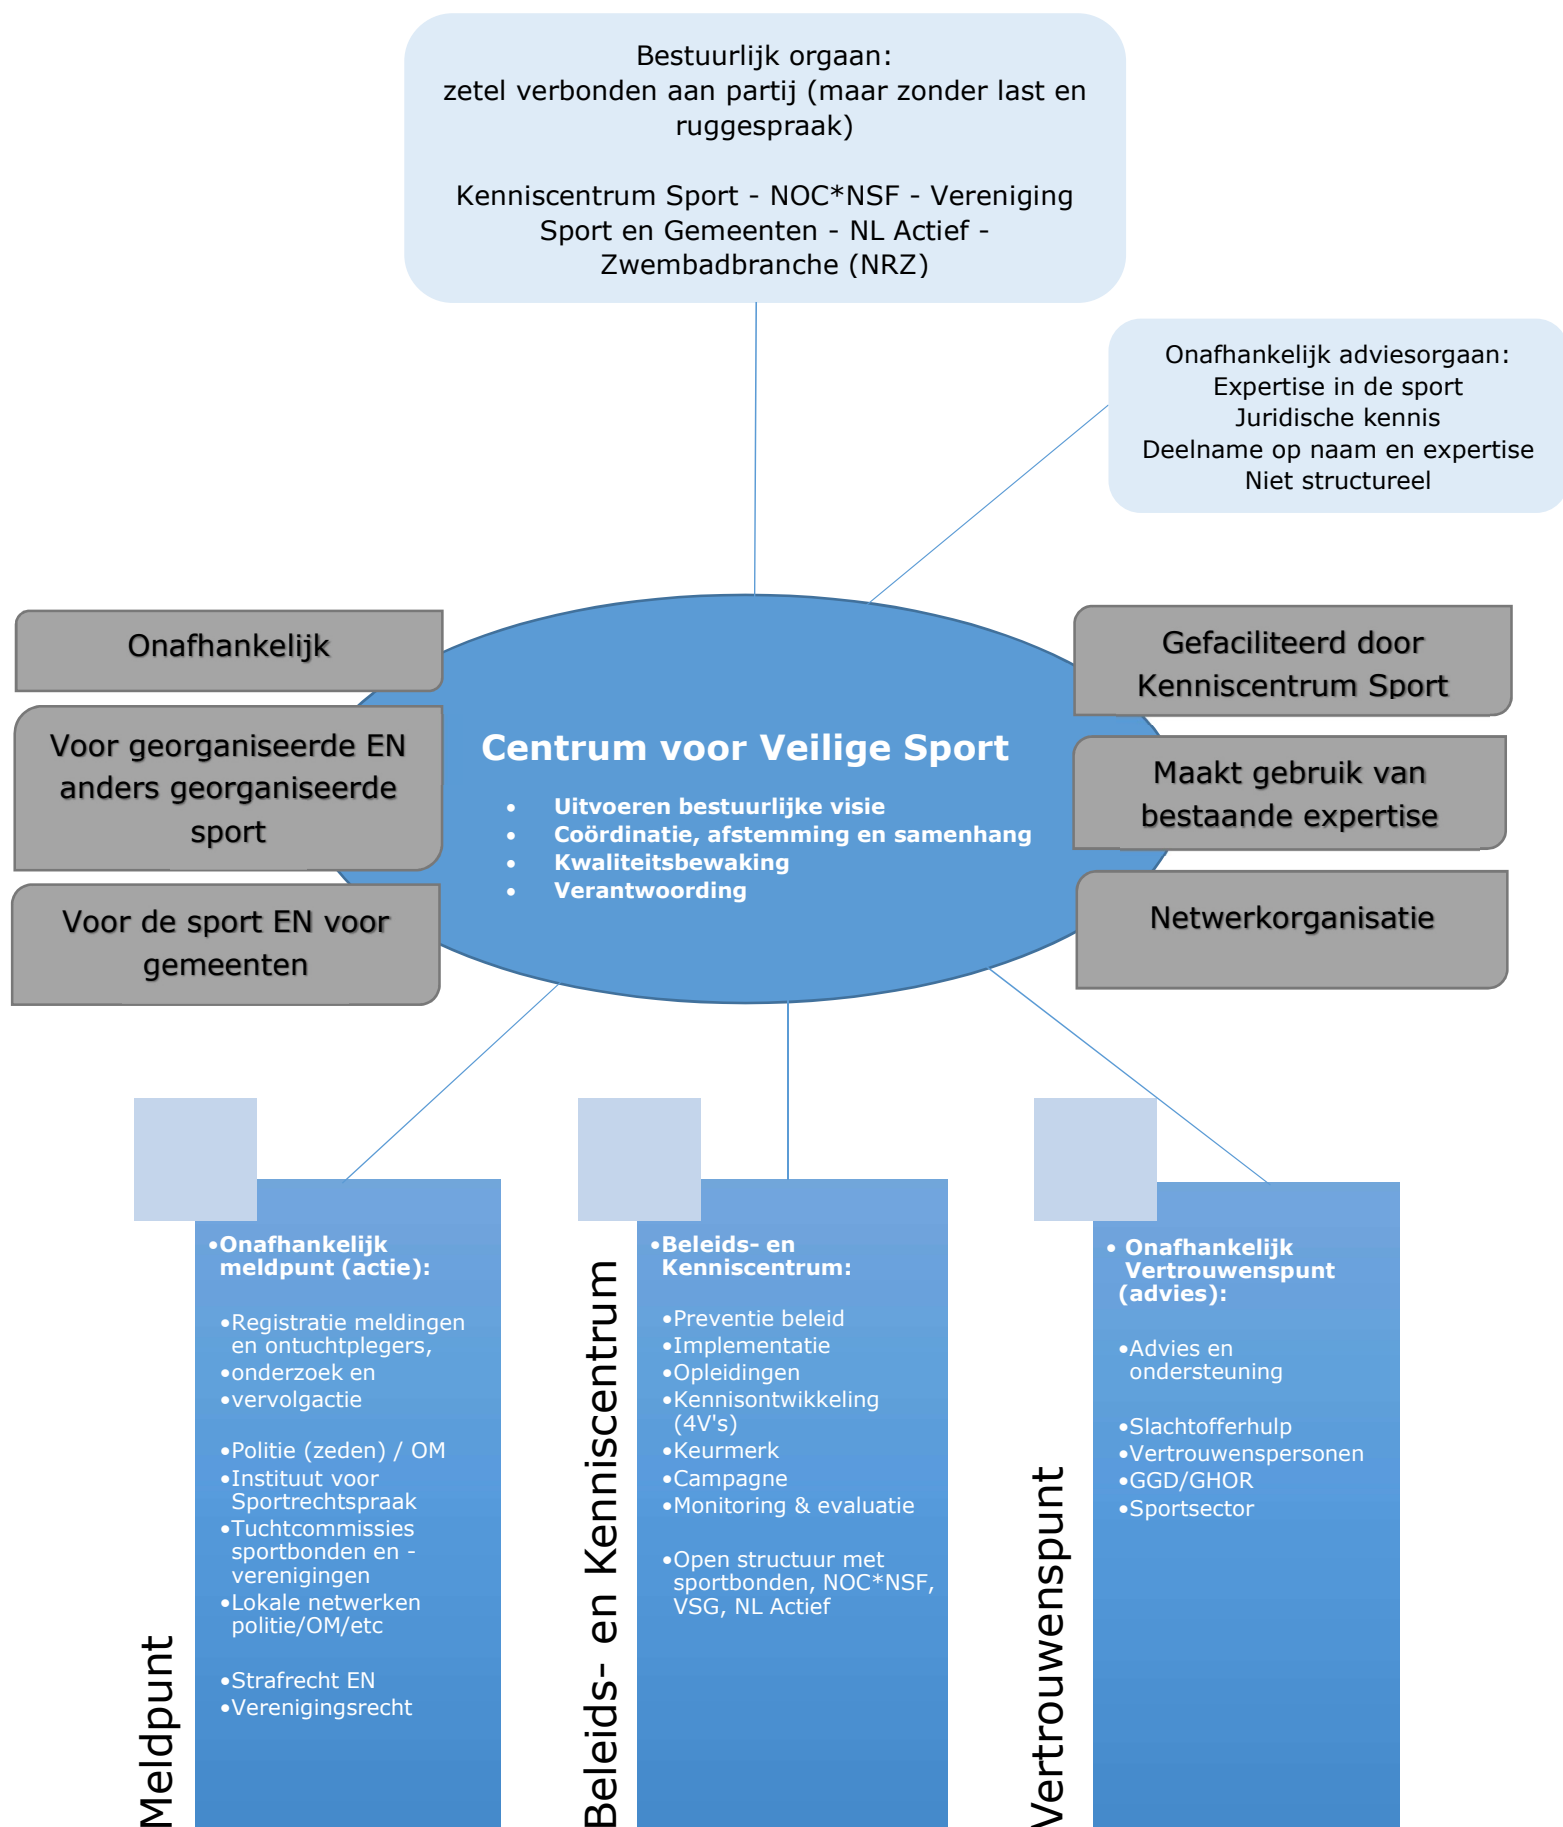 Bestuurlijk orgaan:
zetel verbonden aan partij (maar zonder last en
ruggespraak)
Kenniscentrum Sport - NOC*NSF - Vereniging
Sport en Gemeenten - NL Actief -
Zwembadbranche (NRZ)
Onafhankelijk adviesorgaan:
Expertise in de sport
Juridische kennis
Deelname op naam en expertise
Niet structureel
Onafhankelijk
Voor georganiseerde EN
anders georganiseerde
sport
Voor de sport EN voor
gemeenten
Centrum voor Veilige Sport
• Uitvoeren bestuurlijke visie
• Coördinatie, afstemming en samenhang
• Kwaliteitsbewaking
• Verantwoording
Gefaciliteerd door
Kenniscentrum Sport
Maakt gebruik van
bestaande expertise
Netwerkorganisatie
Meldpunt
•Onafhankelijk
meldpunt (actie):
•Registratie meldingen
en ontuchtplegers,
•onderzoek en
•vervolgactie
•Politie (zeden) / OM
•Instituut voor
Sportrechtspraak
•Tuchtcommissies
sportbonden en -
verenigingen
•Lokale netwerken
politie/OM/etc
•Strafrecht EN
•Verenigingsrecht
Beleids- en Kenniscentrum
•Beleids- en
Kenniscentrum:
•Preventie beleid
•Implementatie
•Opleidingen
•Kennisontwikkeling
(4V's)
•Keurmerk
•Campagne
•Monitoring & evaluatie
•Open structuur met
sportbonden, NOC*NSF,
VSG, NL Actief
Vertrouwenspunt
• Onafhankelijk
Vertrouwenspunt
(advies):
•Advies en
ondersteuning
•Slachtofferhulp
•Vertrouwenspersonen
•GGD/GHOR
•Sportsector